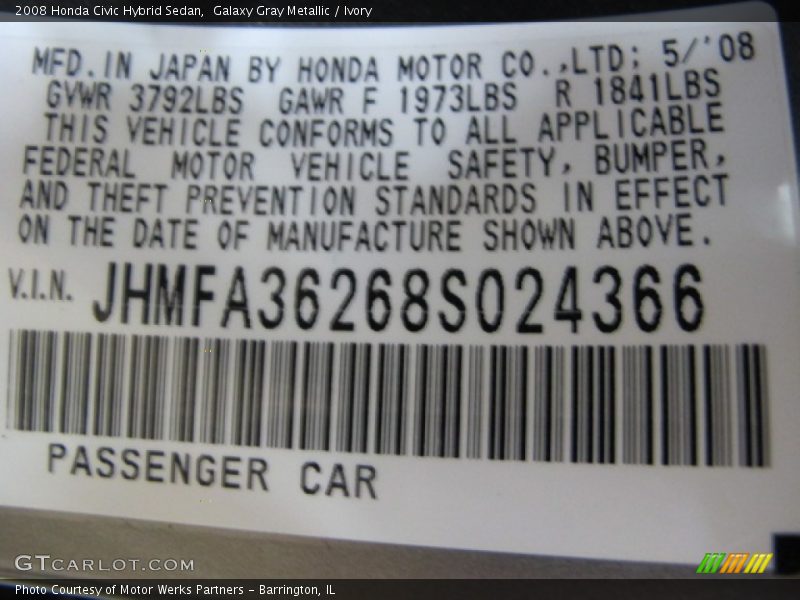 2008 Honda Civic Hybrid Sedan,  Galaxy Gray Metallic / Ivory
MFD. IN JAPAN BY HONDA MOTOR CO.,LTD; 5/'08
GVWR 3792LBS GAWR F 1973LBS R 1841LBS
THIS VEHICLE CONFORMS TO ALL APPLICABLE
FEDERAL MOTOR VEHICLE SAFETY, BUMPER,
AND THEFT PREVENTION STANDARDS IN EFFECT
ON THE DATE OF MANUFACTURE SHOWN ABOVE.
V.I.N. JHMFA36268S024366
PASSENGER CAR
GTCARLOT.COM
Photo Courtesy of Motor Werks Partners - Barrington, IL